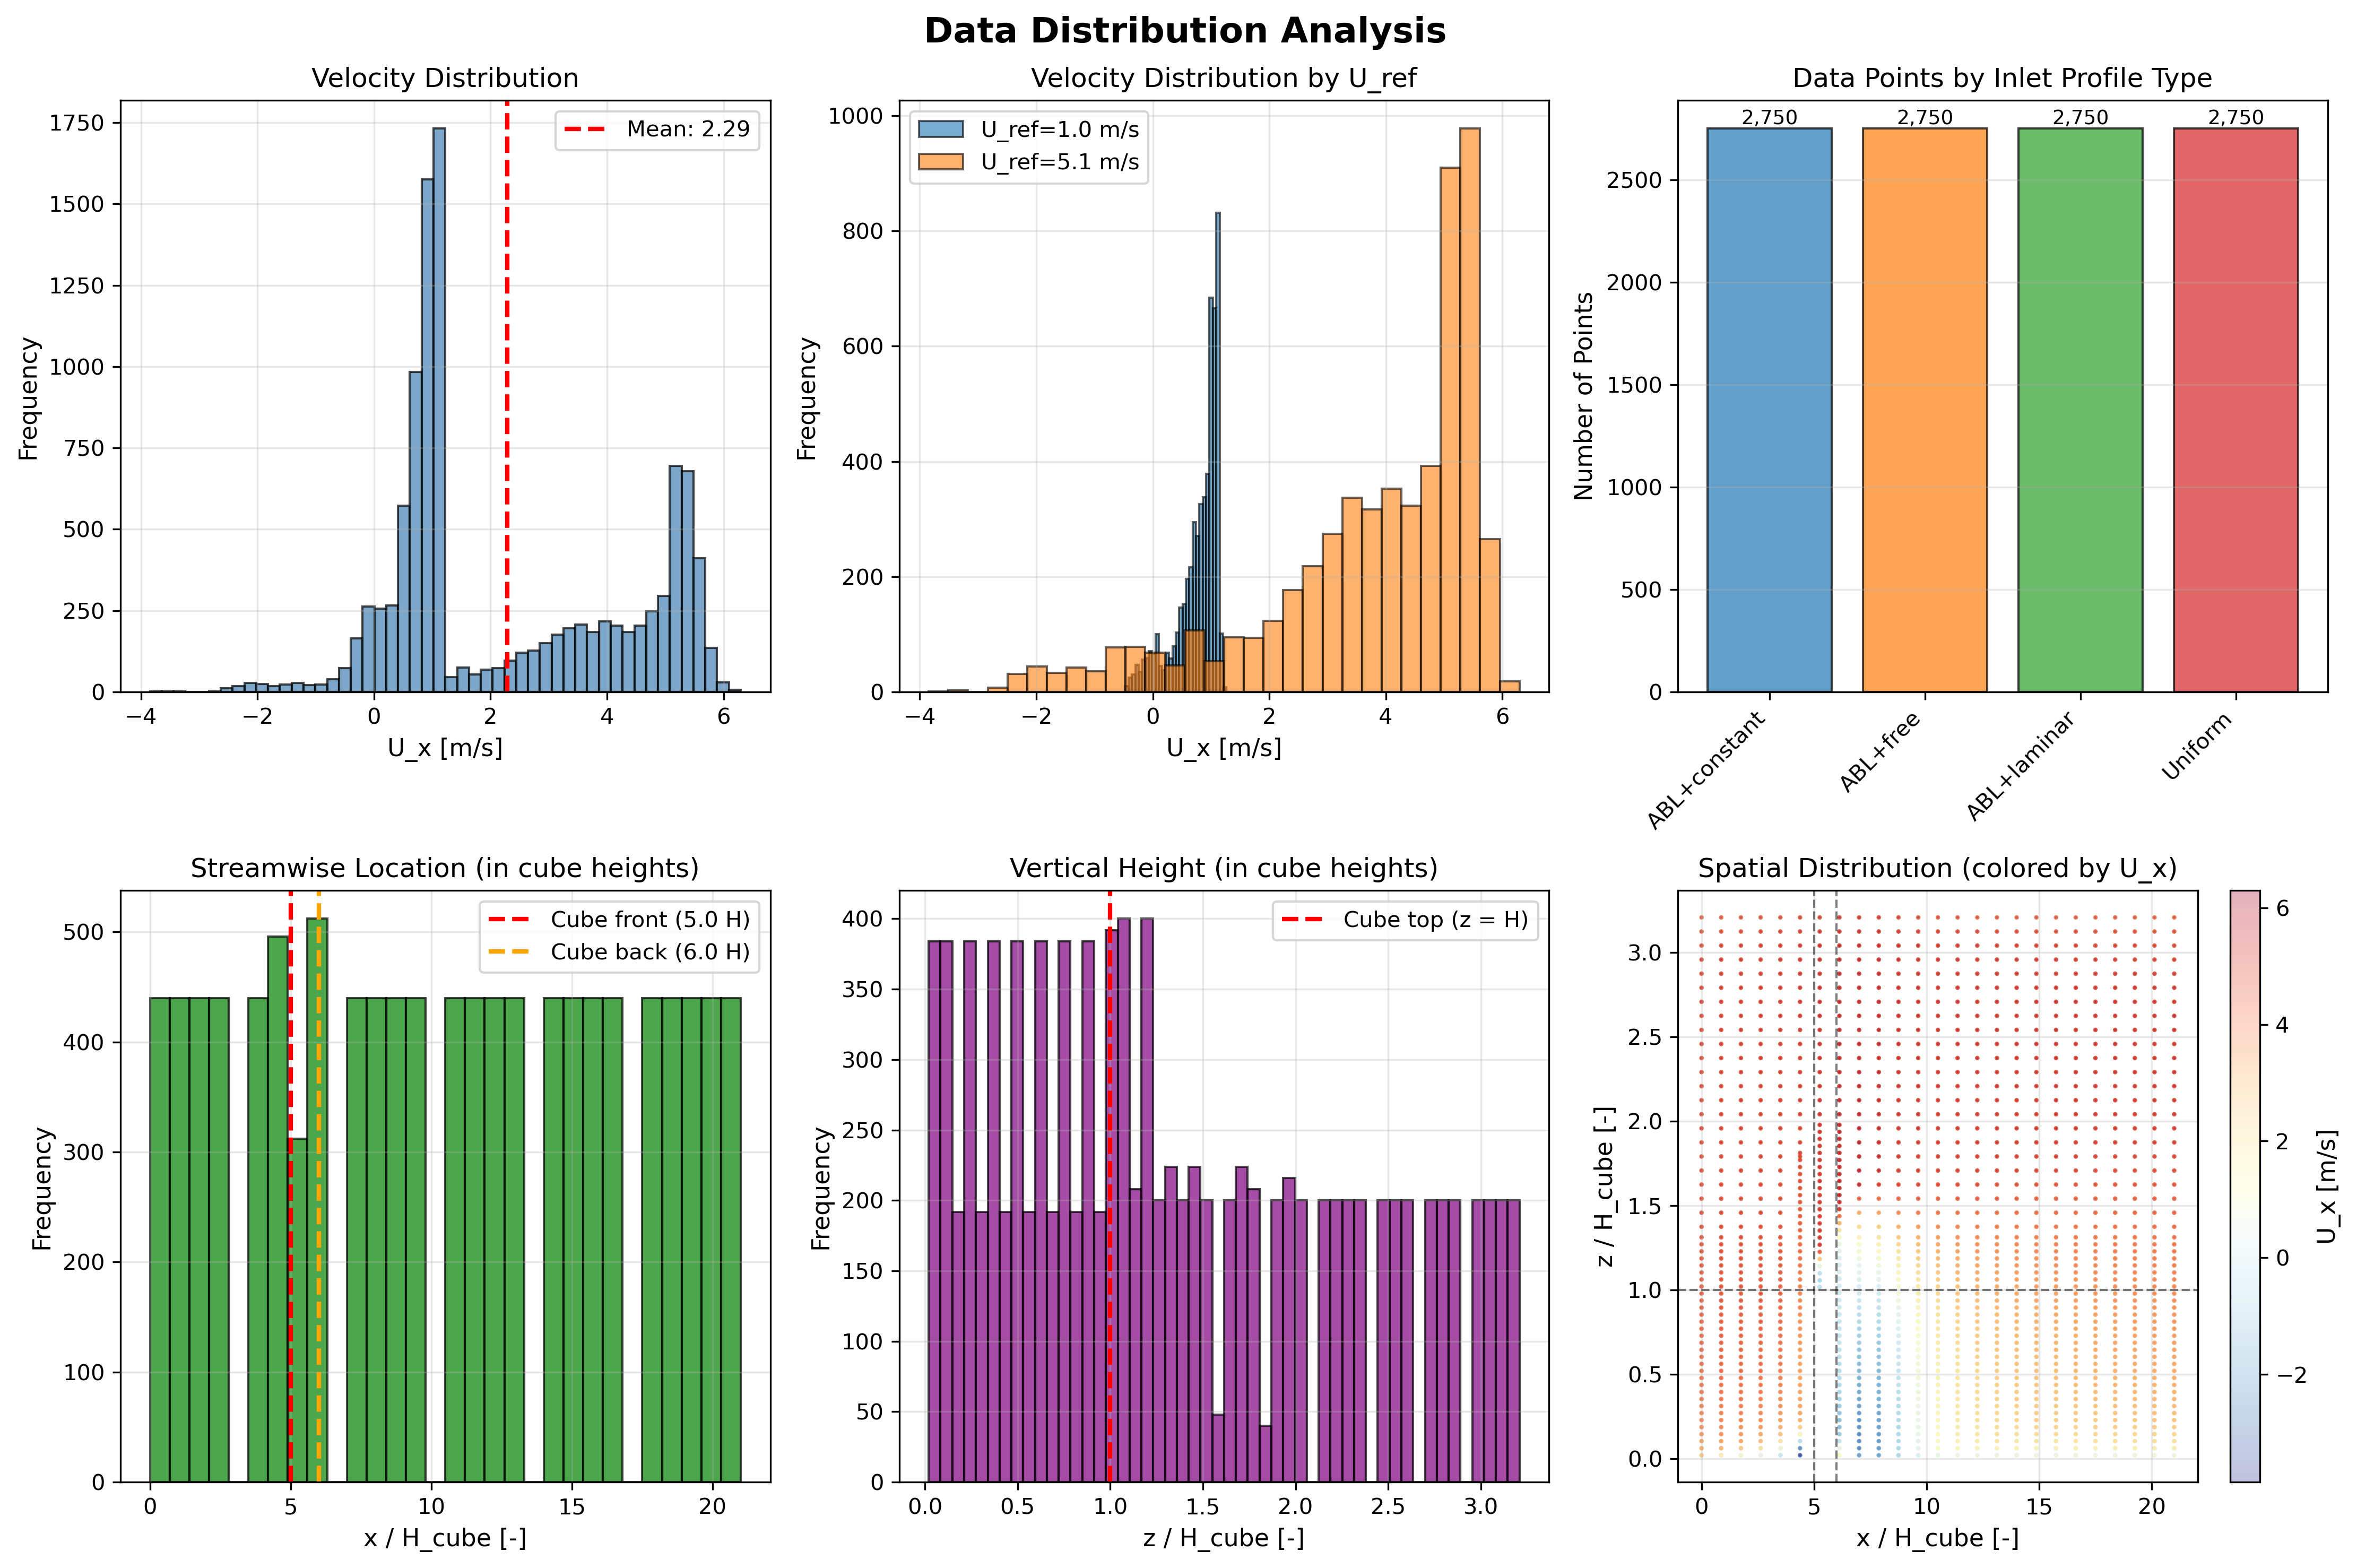 Data Distribution Analysis
Velocity Distribution
Frequency
1750
1500
1250
1000
750
500
250
0
−4 −2 0 2 4 6
U_x [m/s]
Mean: 2.29
Velocity Distribution by U_ref
Frequency
1000
800
600
400
200
0
−4 −2 0 2 4 6
U_x [m/s]
U_ref=1.0 m/s
U_ref=5.1 m/s
Data Points by Inlet Profile Type
Number of Points
2500
2000
1500
1000
500
0
2,750 2,750 2,750 2,750
ABL+constant
ABL+free
ABL+laminar
Uniform
Streamwise Location (in cube heights)
Frequency
500
400
300
200
100
0
0 5 10 15 20
x / H_cube [-]
Cube front (5.0 H)
Cube back (6.0 H)
Vertical Height (in cube heights)
Frequency
400
350
300
250
200
150
100
50
0
0.0 0.5 1.0 1.5 2.0 2.5 3.0
z / H_cube [-]
Cube top (z = H)
Spatial Distribution (colored by U_x)
z / H_cube [-]
3.0
2.5
2.0
1.5
1.0
0.5
0.0
0 5 10 15 20
x / H_cube [-]
6
4
2
0
−2
U_x [m/s]